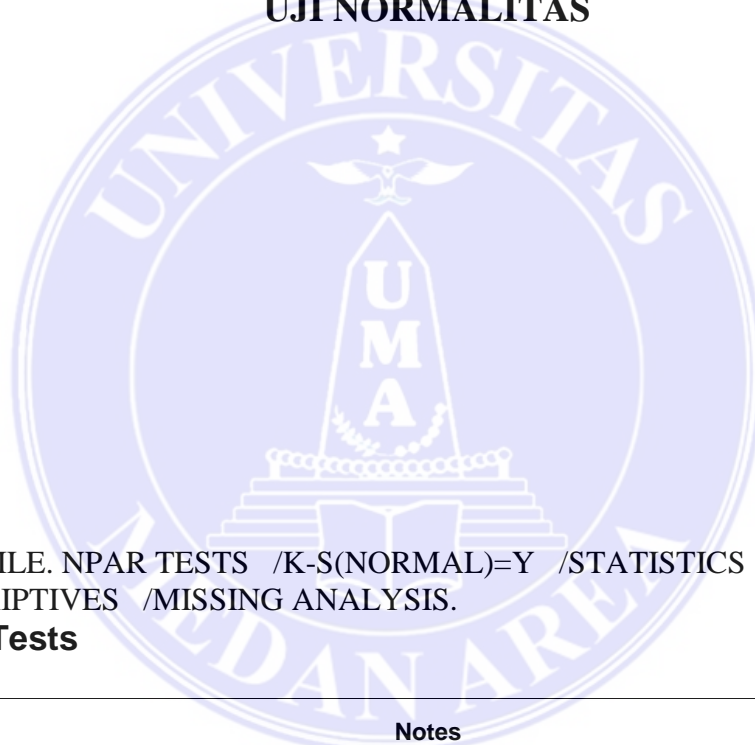 UJI NORMALITAS
UNIVERSITAS
U
M
A
MEDAN AREA
ILE. NPAR TESTS /K-S(NORMAL)=Y /STATISTICS
IPTIVES /MISSING ANALYSIS.
Tests
Notes